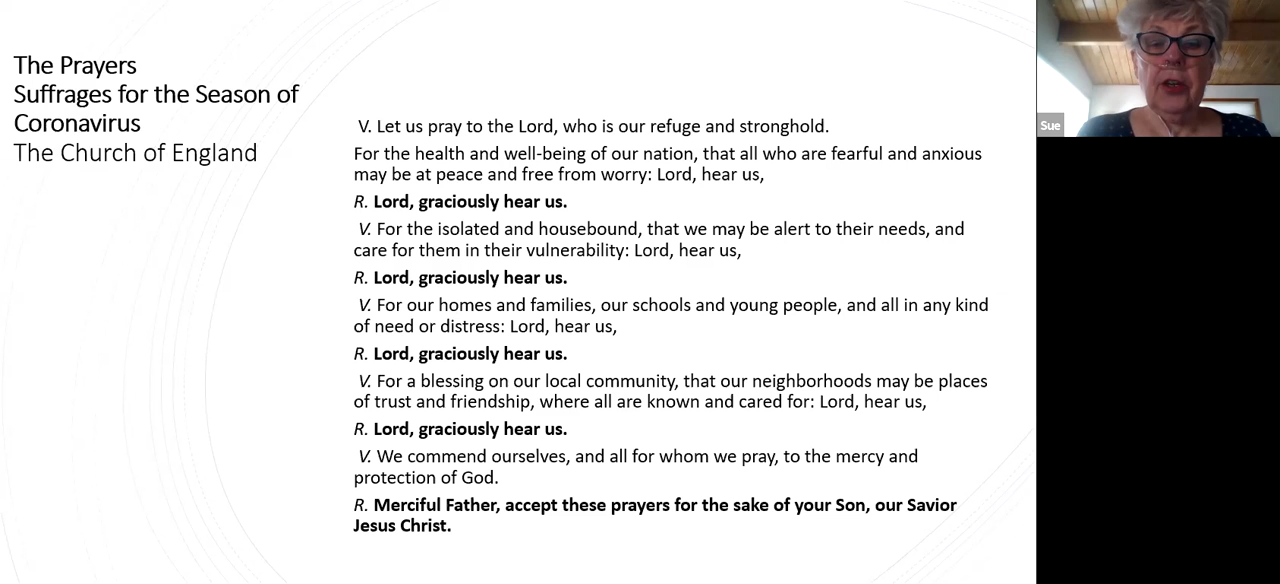 The Prayers
Suffrages for the Season of
Coronavirus
The Church of England
V. Let us pray to the Lord, who is our refuge and stronghold.
For the health and well-being of our nation, that all who are fearful and anxious
may be at peace and free from worry: Lord, hear us,
R. Lord, graciously hear us.
V. For the isolated and housebound, that we may be alert to their needs, and
care for them in their vulnerability: Lord, hear us,
R. Lord, graciously hear us.
V. For our homes and families, our schools and young people, and all in any kind
of need or distress: Lord, hear us,
R. Lord, graciously hear us.
V. For a blessing on our local community, that our neighborhoods may be places
of trust and friendship, where all are known and cared for: Lord, hear us,
R. Lord, graciously hear us.
V. We commend ourselves, and all for whom we pray, to the mercy and
protection of God.
R. Merciful Father, accept these prayers for the sake of your Son, our Savior
Jesus Christ.
Sue